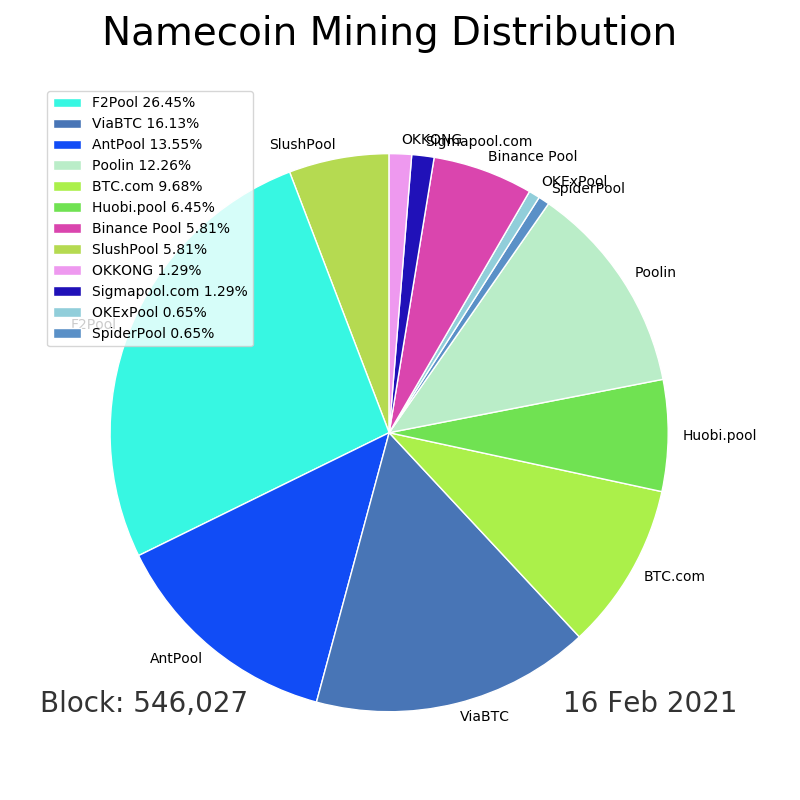 Namecoin Mining Distribution
F2Pool 26.45%
ViaBTC 16.13%
AntPool 13.55%
Poolin 12.26%
BTC.com 9.68%
Huobi.pool 6.45%
Binance Pool 5.81%
SlushPool 5.81%
OKKONG 1.29%
Sigmapool.com 1.29%
OKExPool 0.65%
SpiderPool 0.65%
OKKONG
Sigmapool.com
SlushPool
Binance Pool
OKExPool
SpiderPool
Poolin
F2Pool
Huobi.pool
BTC.com
AntPool
ViaBTC
Block: 546,027
16 Feb 2021